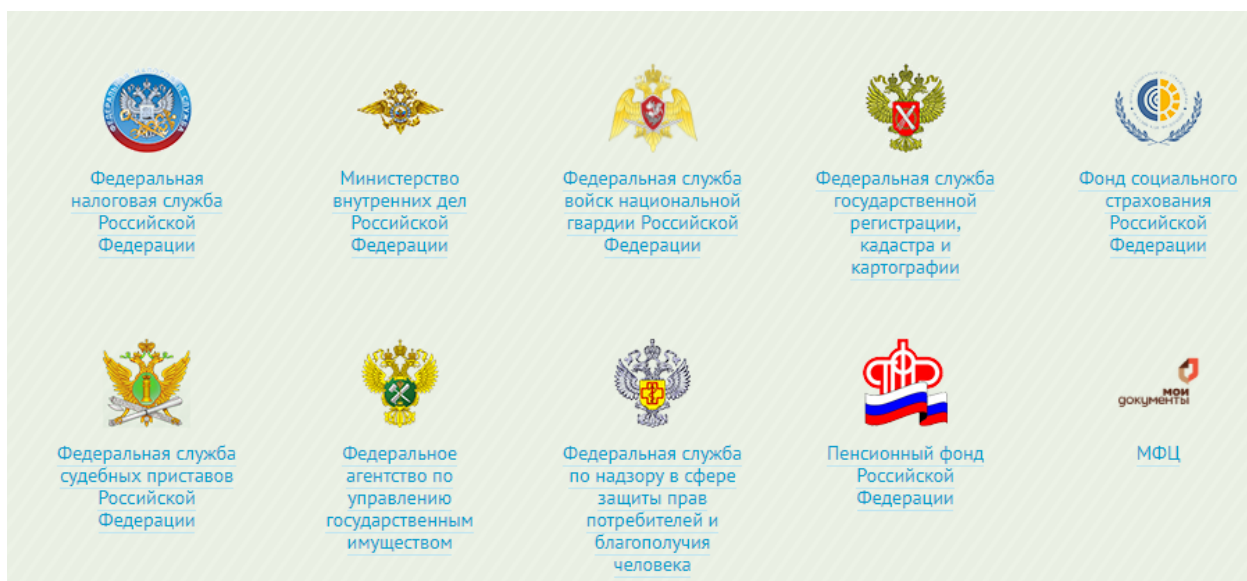 ФЕДЕРАЛЬНАЯ НАЛОГОВАЯ СЛУЖБА
Федеральная
налоговая служба
Российской
Федерации
Министерство
внутренних дел
Российской
Федерации
Федеральная служба
войск национальной
гвардии Российской
Федерации
Федеральная служба
государственной
регистрации,
кадастра и
картографии
Фонд социального
страхования
Российской
Федерации
Федеральная служба
судебных приставов
Российской
Федерации
Федеральное
агентство по
управлению
государственным
имуществом
Федеральная служба
по надзору в сфере
защиты прав
потребителей и
благополучия
человека
Пенсионный фонд
Российской
Федерации
мои
документы
МФЦ